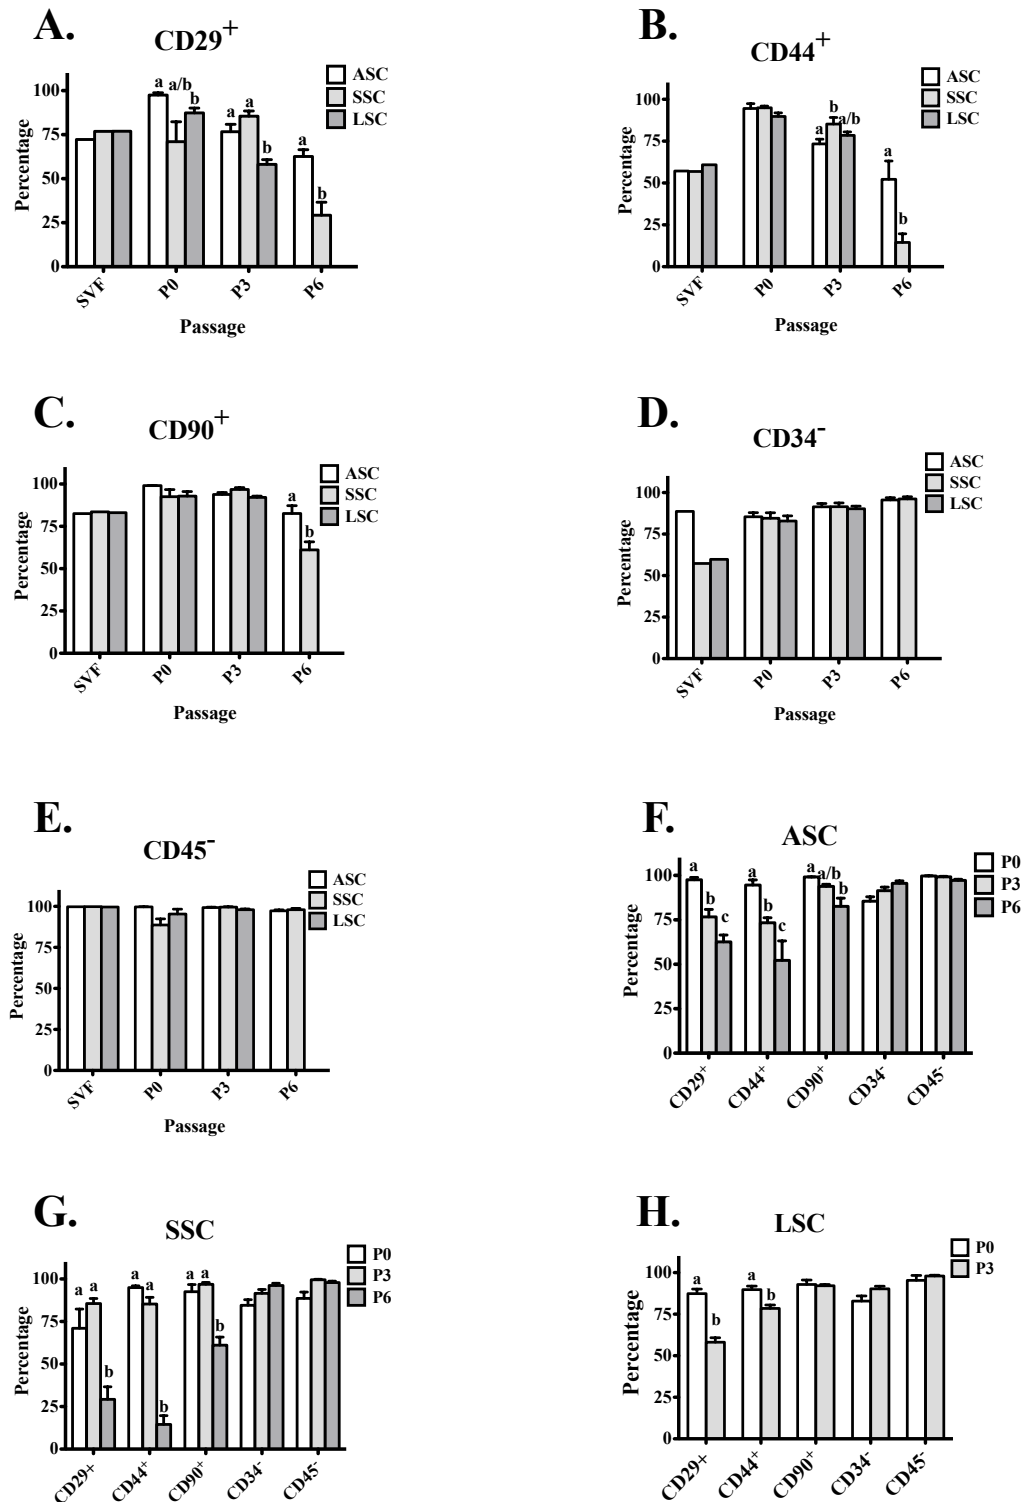 A.
CD29+
ASC
SSC
LSC
Percentage
100
75
50
25
0
a
a/b
b
a
a
b
a
b
SVF
P0
P3
P6
Passage
B.
CD44+
ASC
SSC
LSC
Percentage
100
75
50
25
0
a
b
a/b
a
b
SVF
P0
P3
P6
Passage
C.
CD90+
ASC
SSC
LSC
Percentage
100
75
50
25
0
a
b
SVF
P0
P3
P6
Passage
D.
CD34-
ASC
SSC
LSC
Percentage
100
75
50
25
0
SVF
P0
P3
P6
Passage
E.
CD45-
ASC
SSC
LSC
Percentage
100
75
50
25
0
SVF
P0
P3
P6
Passage
F.
ASC
P0
P3
P6
Percentage
100
75
50
25
0
a
b
c
a
b
c
a
a/b
b
CD29+
CD44+
CD90+
CD34-
CD45-
G.
SSC
P0
P3
P6
Percentage
100
75
50
25
0
a
a
b
a
a
b
a
a
b
CD29+
CD44+
CD90+
CD34-
CD45-
H.
LSC
P0
P3
Percentage
100
75
50
25
0
a
b
a
b
CD29+
CD44+
CD90+
CD34-
CD45-